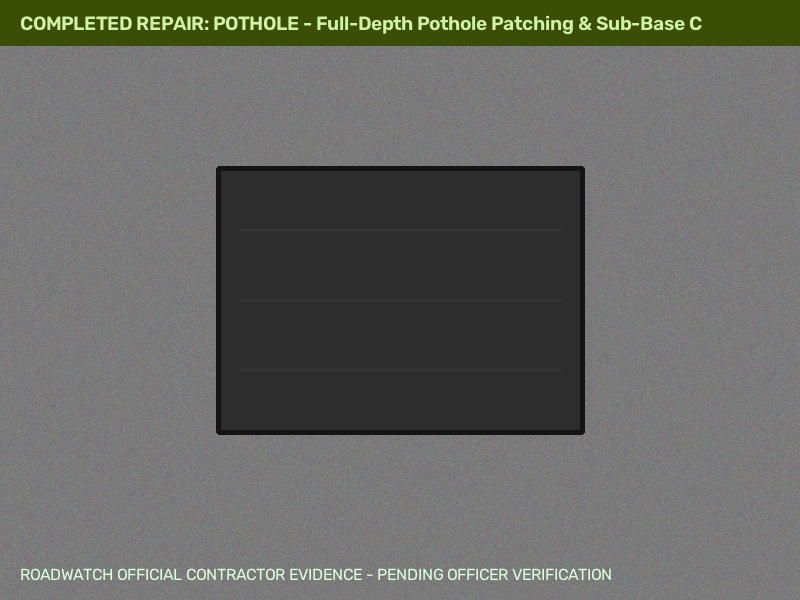 COMPLETED REPAIR: POTHOLE - Full-Depth Pothole Patching & Sub-Base C
ROADWATCH OFFICIAL CONTRACTOR EVIDENCE - PENDING OFFICER VERIFICATION